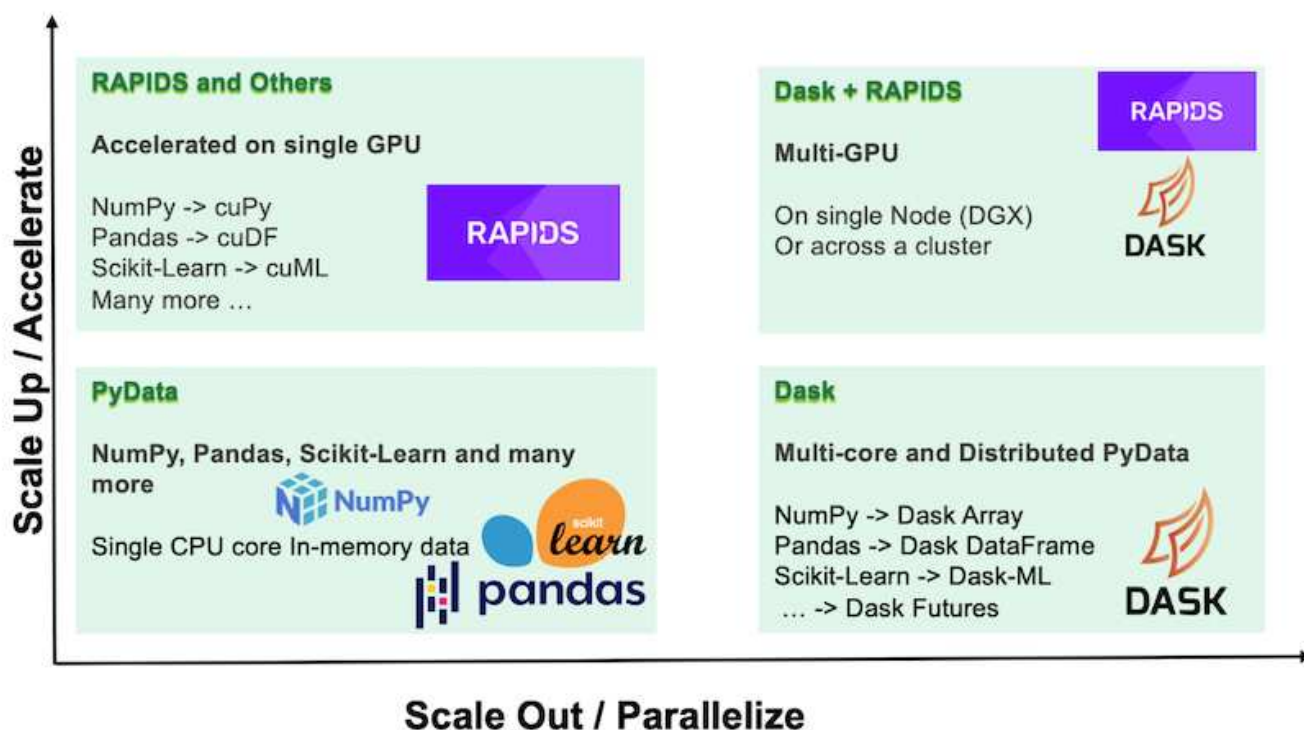 Scale Up / Accelerate
RAPIDS and Others
Accelerated on single GPU
NumPy -> cuPy
Pandas -> cuDF
Scikit-Learn -> cuML
Many more …
RAPIDS
Dask + RAPIDS
Multi-GPU
On single Node (DGX)
Or across a cluster
RAPIDS
DASK
PyData
NumPy, Pandas, Scikit-Learn and many
more
NumPy
Single CPU core In-memory data
scikit
learn
pandas
Dask
Multi-core and Distributed PyData
NumPy -> Dask Array
Pandas -> Dask DataFrame
Scikit-Learn -> Dask-ML
… -> Dask Futures
DASK
Scale Out / Parallelize